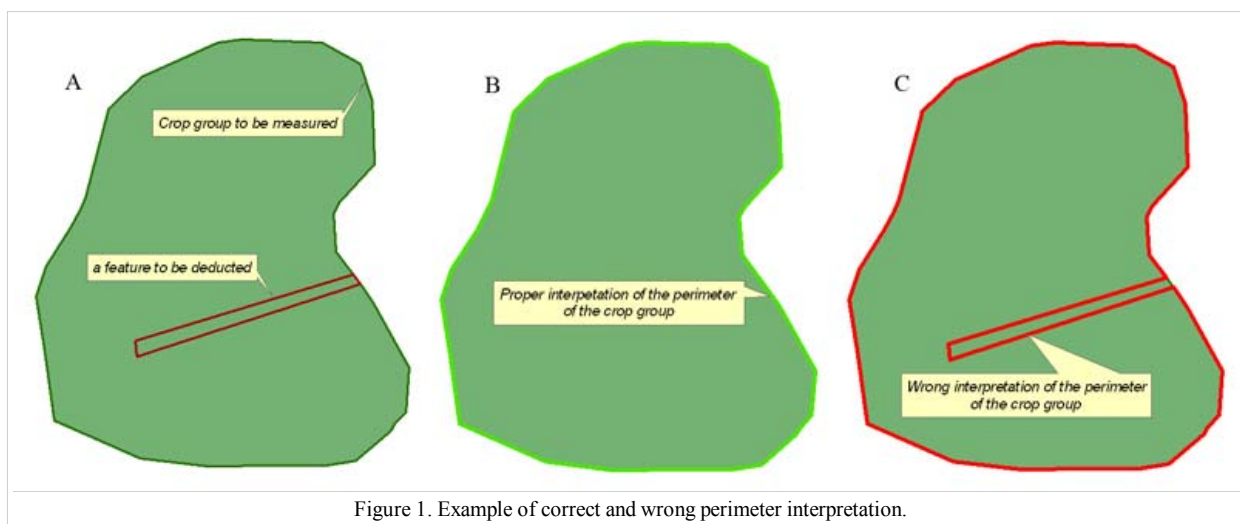 A
Crop group to be measured
a feature to be deducted
B
Proper interpetation of the perimeter
of the crop group
C
Wrong interpretation of the perimeter
of the crop group
Figure 1. Example of correct and wrong perimeter interpretation.